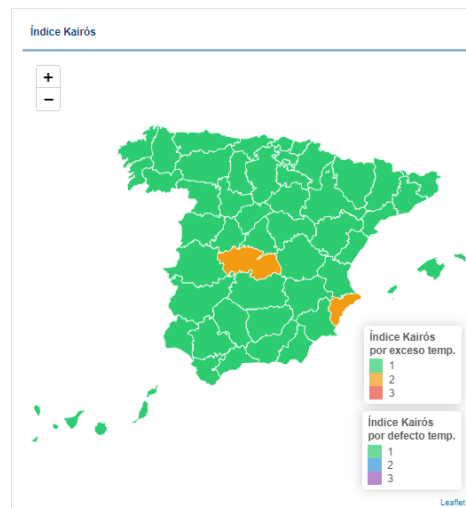 Índice Kairós
+
−
Índice Kairós
por exceso temp.
1
2
3
Índice Kairós
por defecto temp.
1
2
3
Leaflet